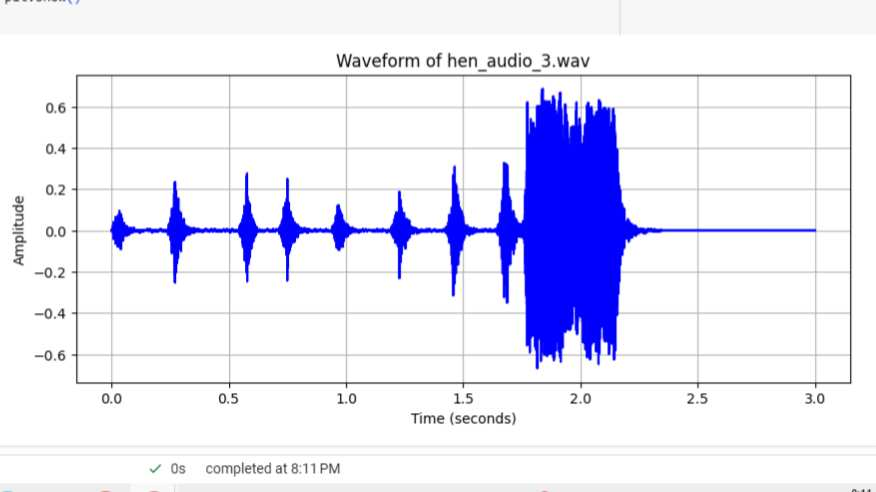 Waveform of hen_audio_3.wav
0.6
0.4
0.2
0.0
−0.2
−0.4
−0.6
Amplitude
0.0 0.5 1.0 1.5 2.0 2.5 3.0
Time (seconds)
0s completed at 8:11 PM